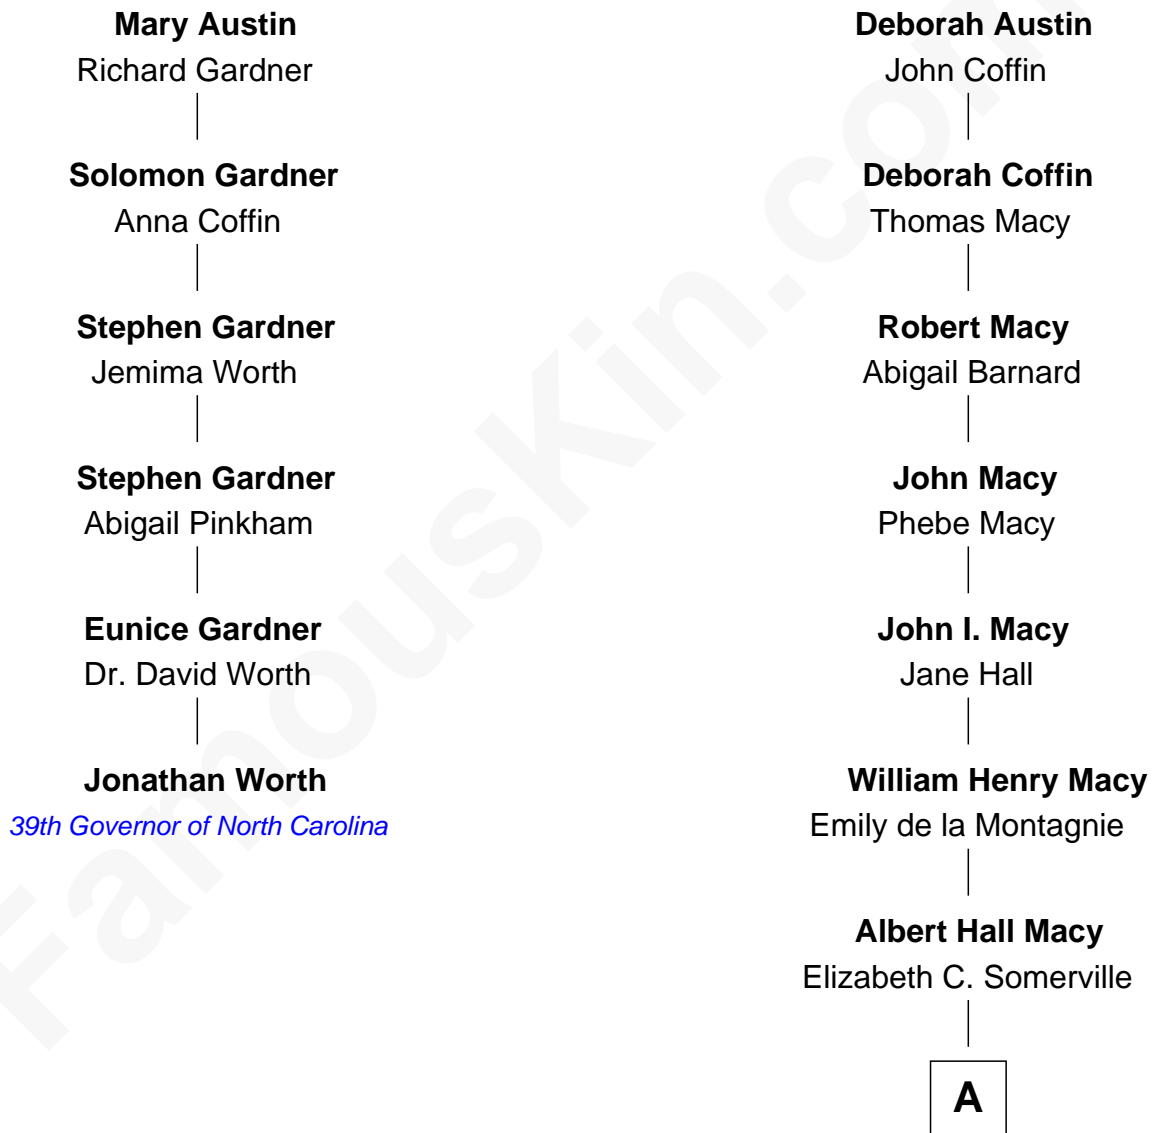 Mary Austin
Richard Gardner
Solomon Gardner
Anna Coffin
Stephen Gardner
Jemima Worth
Stephen Gardner
Abigail Pinkham
Eunice Gardner
Dr. David Worth
Jonathan Worth
39th Governor of North Carolina
Deborah Austin
John Coffin
Deborah Coffin
Thomas Macy
Robert Macy
Abigail Barnard
John Macy
Phebe Macy
John I. Macy
Jane Hall
William Henry Macy
Emily de la Montagnie
Albert Hall Macy
Elizabeth C. Somerville
A
FamousKin.com